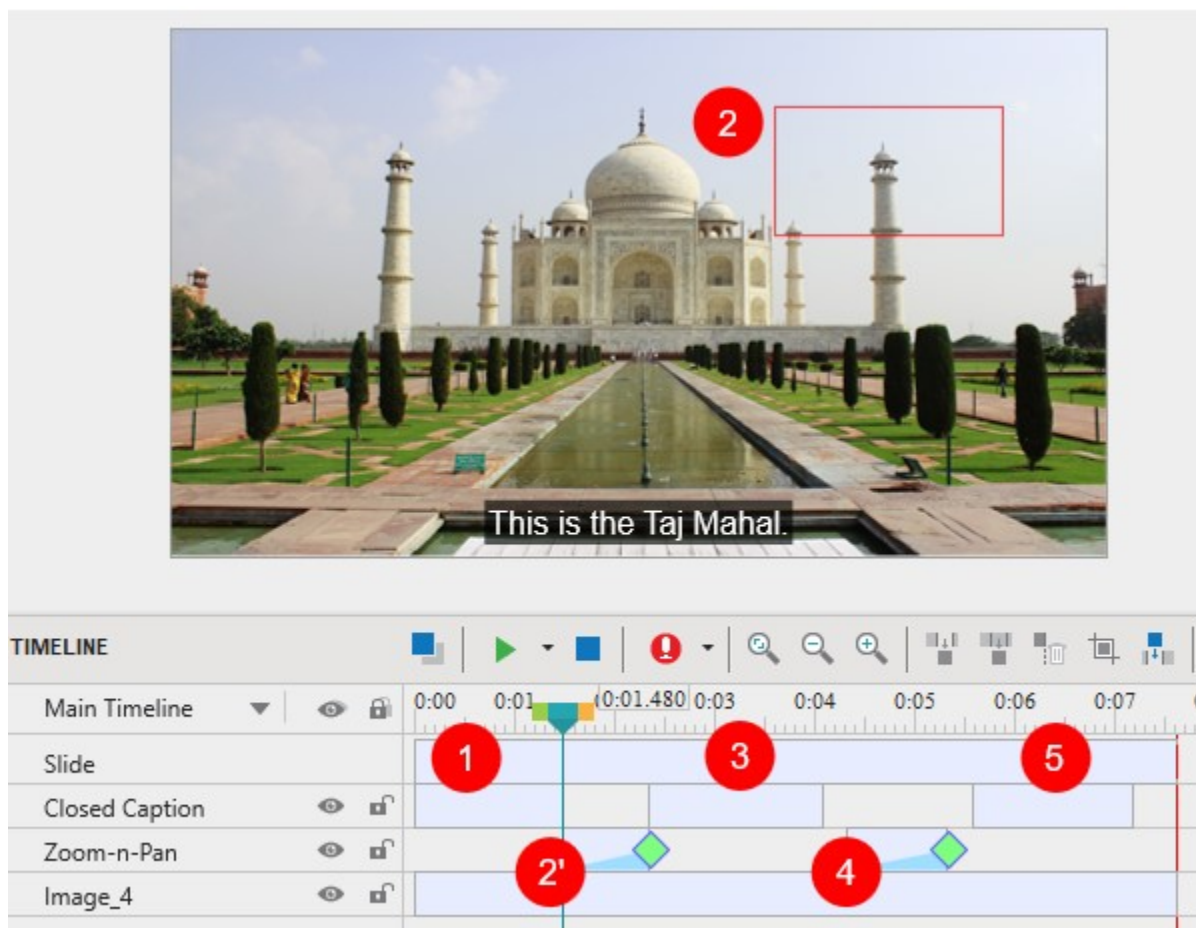 2
This is the Taj Mahal.
TIMELINE
Main Timeline
0:00 0:01 0:01.480 0:03 0:04 0:05 0:06 0:07
1 3 5
Slide
Closed Caption
Zoom-n-Pan
2' 4
Image_4